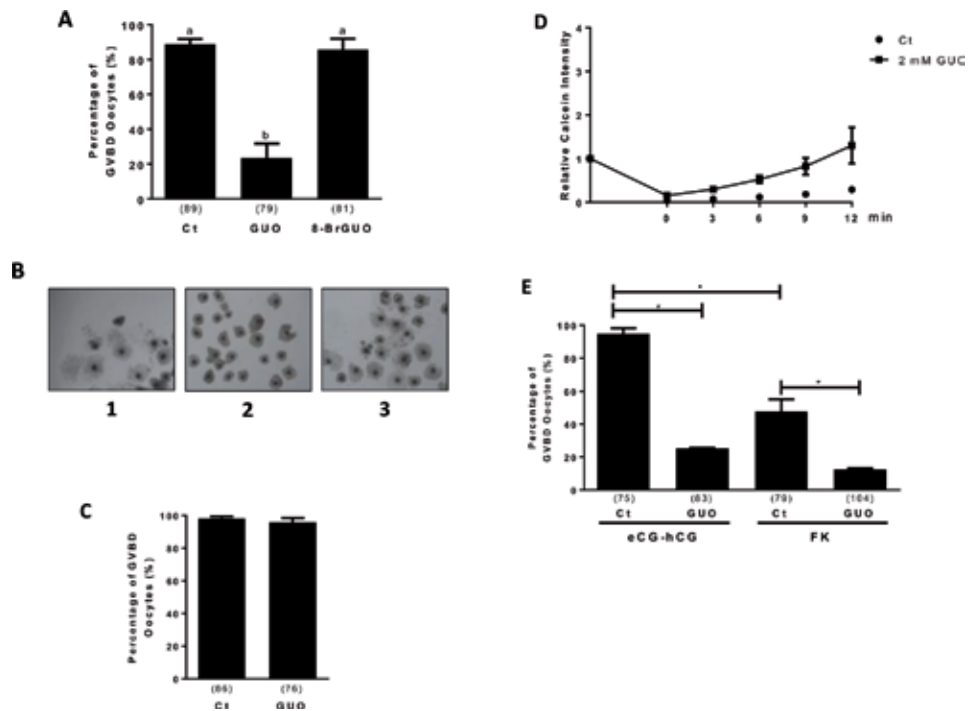 A
Percentage of
GVBD Oocytes (%)
100
80
60
40
20
0
a
b
a
(89) (79) (81)
Ct GUO 8-BrGUO
B
1 2 3
C
Percentage of GVBD
Oocytes (%)
100
80
60
40
20
0
(86) (76)
Ct GUO
D
Relative Calcein Intensity
4
3
2
1
0
0 3 6 9 12 min
Ct
2 mM GUO
E
Percentage of
GVBD Oocytes (%)
100
80
60
40
20
0
*
*
*
(75) (83) (79) (104)
Ct GUO Ct GUO
eCG-hCG FK